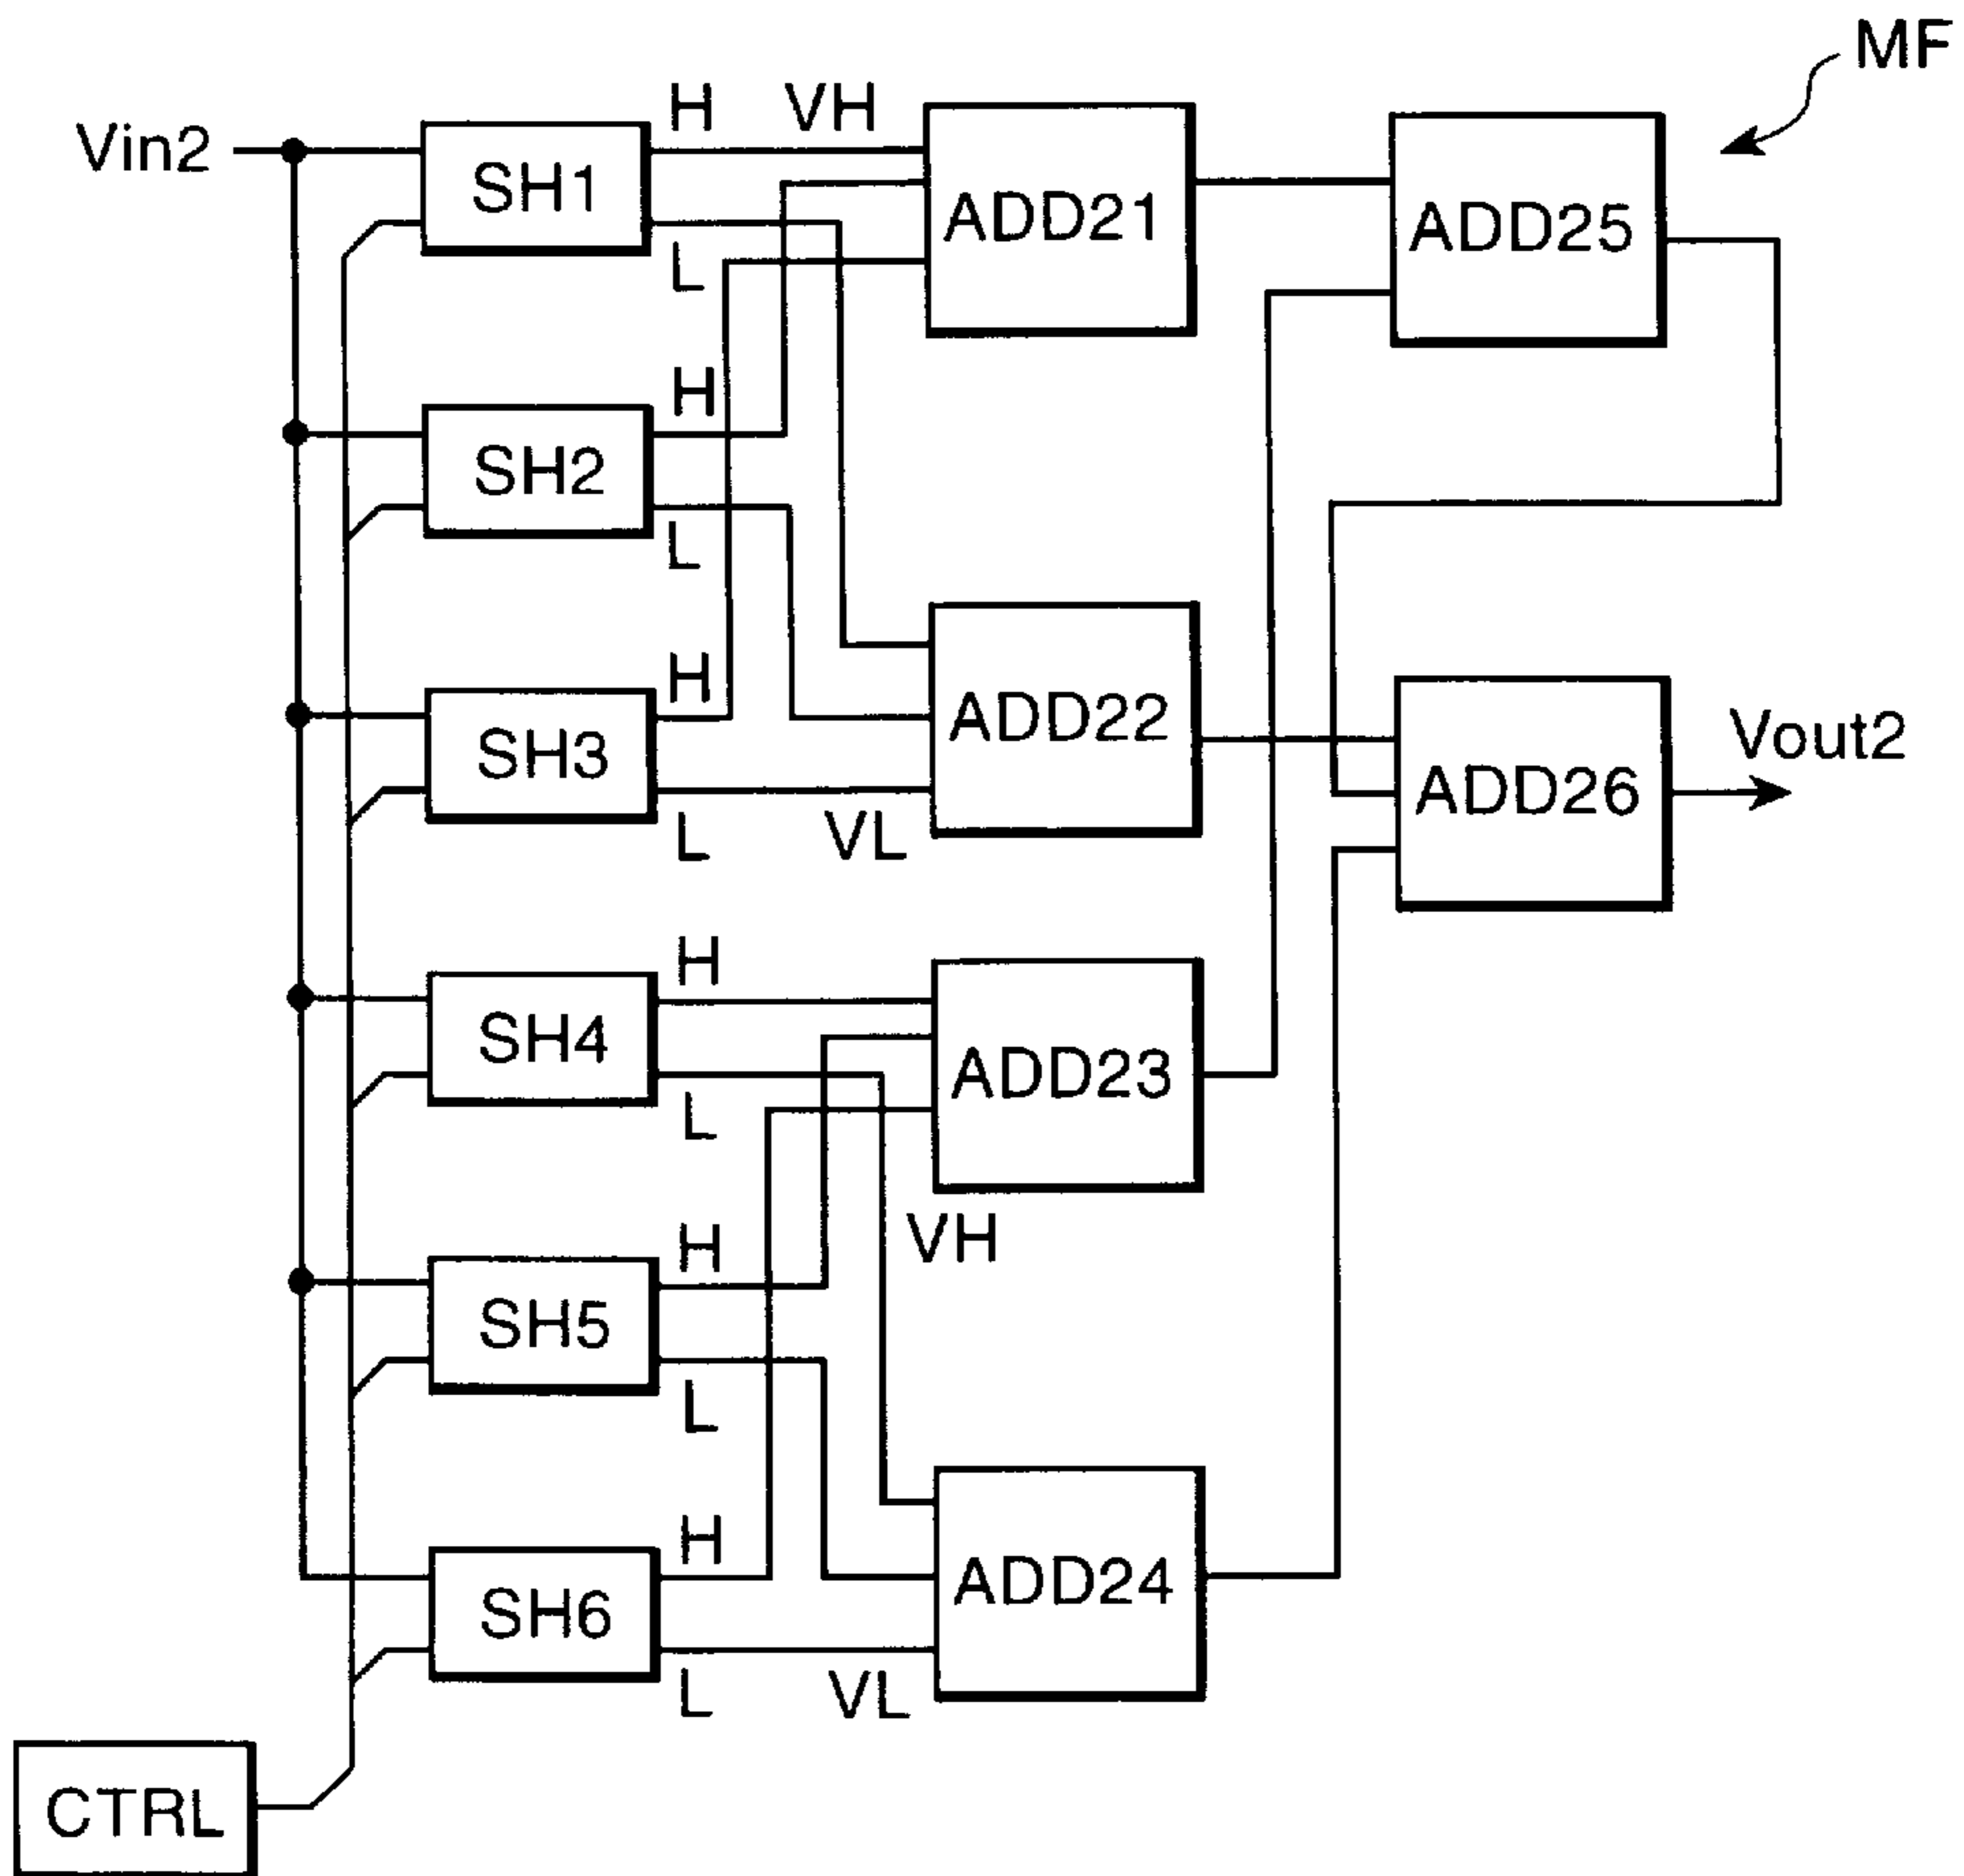 MF
H VH
Vin2
SH1
ADD21
ADD25
L
H
SH2
L
H
SH3
ADD22
Vout2
ADD26
L VL
H
SH4
ADD23
L
H
VH
SH5
L
H
SH6
ADD24
L VL
CTRL